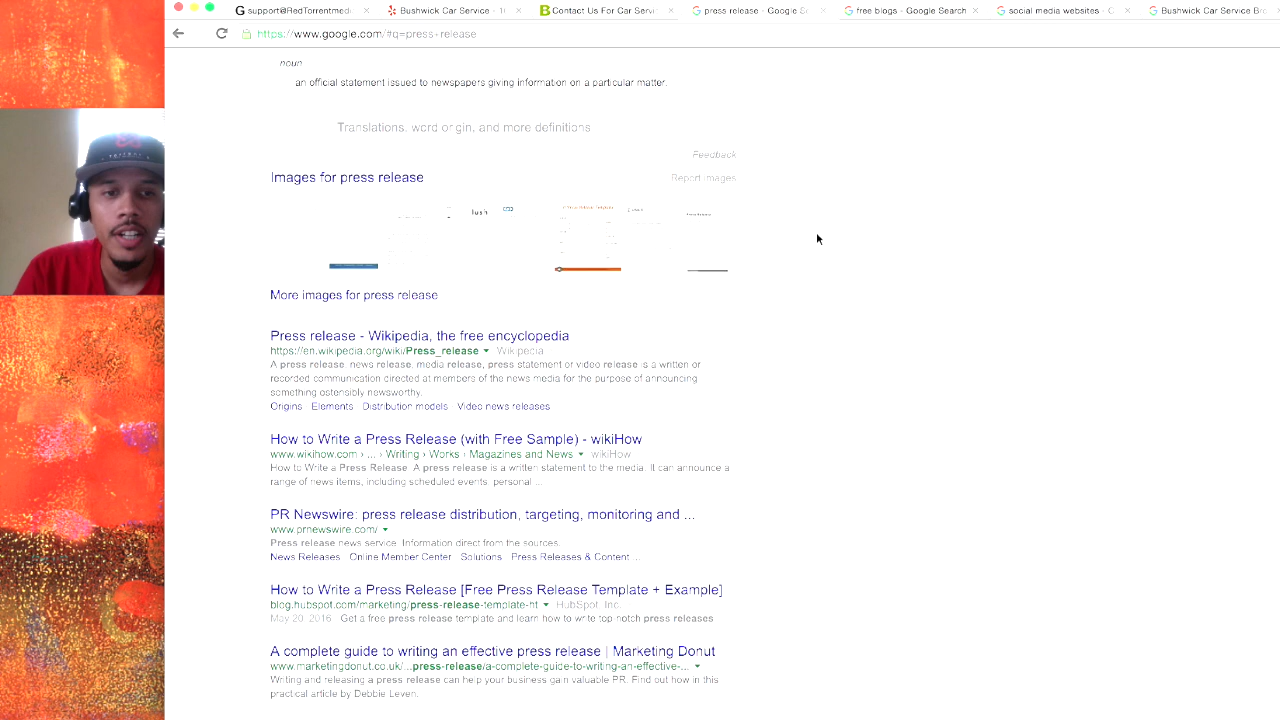 support@RedTorrentmedi
Bushwick Car Service - 1
Contact Us For Car Servi
press release - Google Se
free blogs - Google Search
social media websites - G
Bushwick Car Service Br
https://www.google.com/#q=press+release
noun
an official statement issued to newspapers giving information on a particular matter.
Translations, word origin, and more definitions
Feedback
Images for press release
Report images
lush
Press Release
More images for press release
Press release - Wikipedia, the free encyclopedia
https://en.wikipedia.org/wiki/Press_release Wikipedia
A press release, news release, media release, press statement or video release is a written or
recorded communication directed at members of the news media for the purpose of announcing
something ostensibly newsworthy.
Origins Elements Distribution models Video news releases
How to Write a Press Release (with Free Sample) - wikiHow
www.wikihow.com › ... › Writing › Works › Magazines and News wikiHow
How to Write a Press Release. A press release is a written statement to the media. It can announce a
range of news items, including scheduled events, personal ...
PR Newswire: press release distribution, targeting, monitoring and ...
www.prnewswire.com/
Press release news service. Information direct from the sources.
News Releases Online Member Center Solutions Press Releases & Content ...
How to Write a Press Release [Free Press Release Template + Example]
blog.hubspot.com/marketing/press-release-template-ht HubSpot, Inc.
May 20, 2016 Get a free press release template and learn how to write top notch press releases
A complete guide to writing an effective press release | Marketing Donut
www.marketingdonut.co.uk/...press-release/a-complete-guide-to-writing-an-effective-...
Writing and releasing a press release can help your business gain valuable PR. Find out how in this
practical article by Debbie Leven.